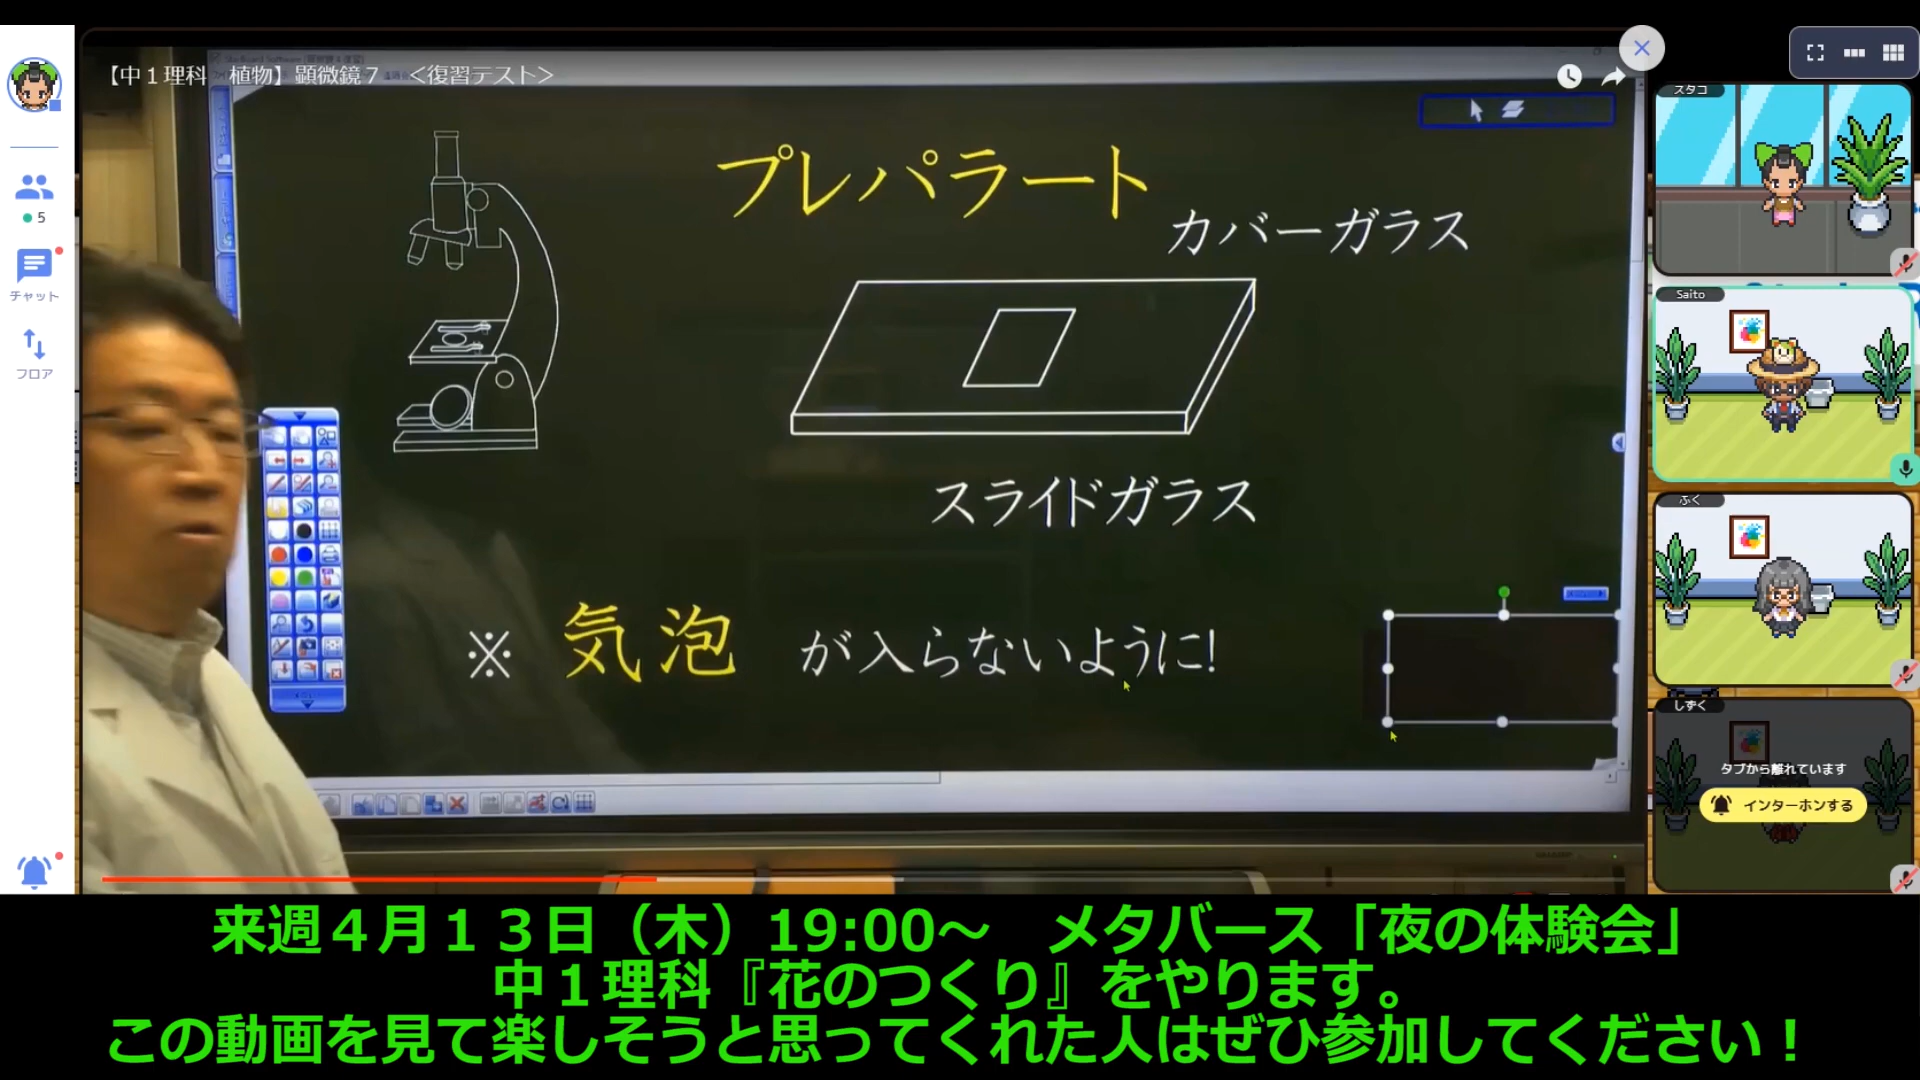 【中１理科　植物】顕微鏡７　＜復習テスト＞
プレパラート
カバーガラス
スライドガラス
※ 気泡 が入らないように!
5
チャット
フロア
スタコ
Saito
ふく
しずく
タブから離れています
インターホンする
来週４月１３日（木）19:00～　メタバース「夜の体験会」
中１理科『花のつくり』をやります。
この動画を見て楽しそうと思ってくれた人はぜひ参加してください！